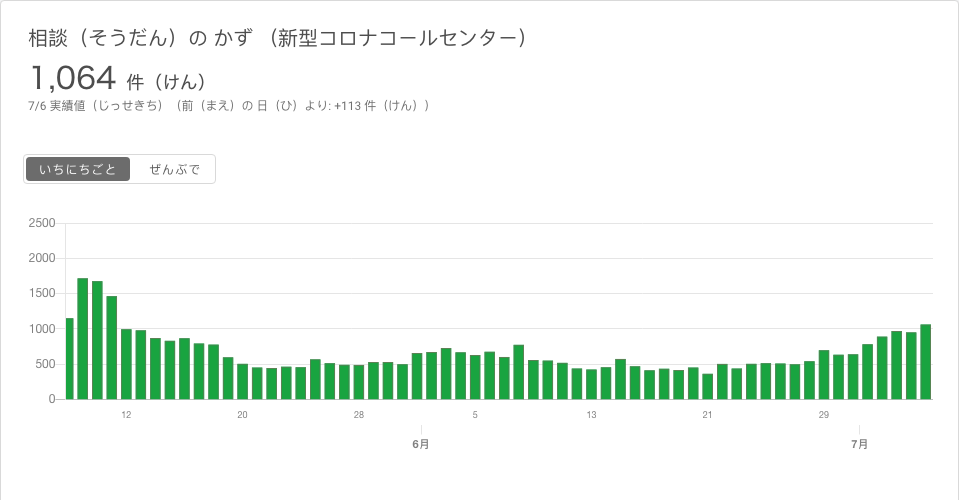 相談（そうだん）の かず （新型コロナコールセンター）
1,064 件（けん）
7/6 実績値（じっせきち）（前（まえ）の 日（ひ）より: +113 件（けん））
いちにちごと ぜんぶで
2500
2000
1500
1000
500
0
12 20 28 5 13 21 29
6月 7月